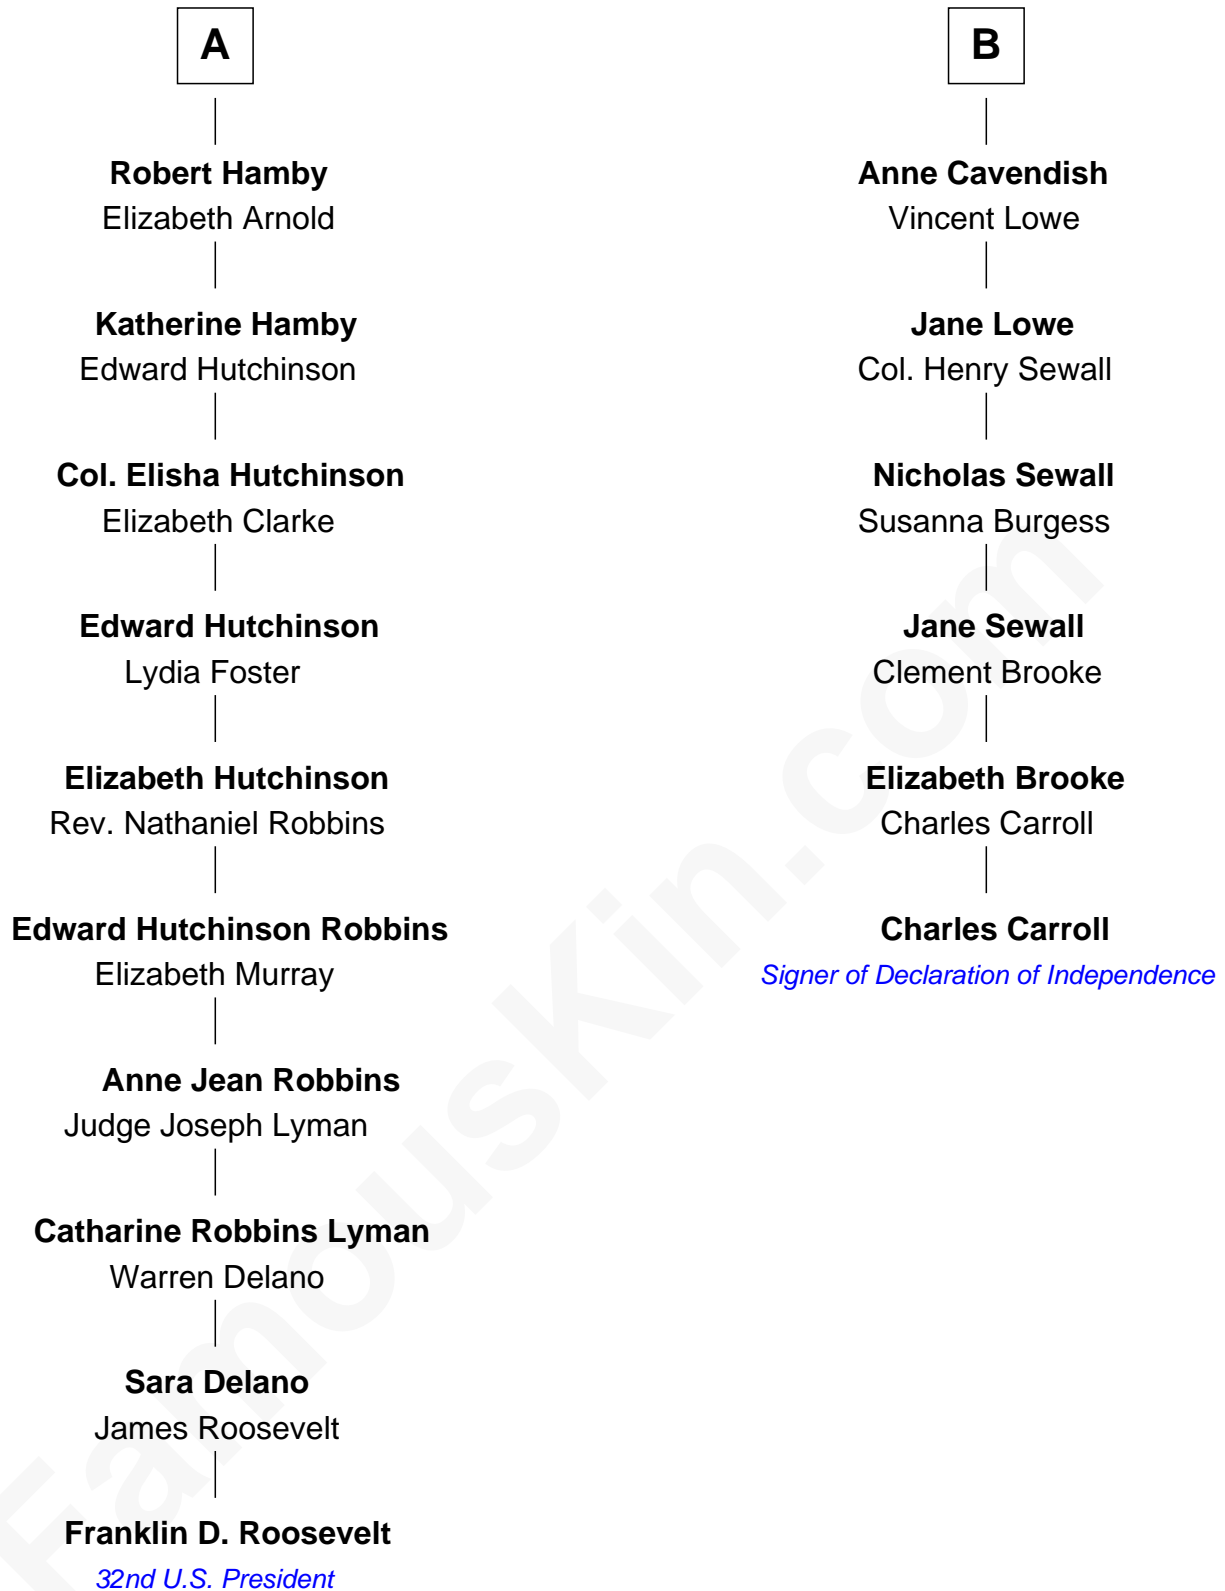 A
Robert Hamby
Elizabeth Arnold
Katherine Hamby
Edward Hutchinson
Col. Elisha Hutchinson
Elizabeth Clarke
Edward Hutchinson
Lydia Foster
Elizabeth Hutchinson
Rev. Nathaniel Robbins
Edward Hutchinson Robbins
Elizabeth Murray
Anne Jean Robbins
Judge Joseph Lyman
Catharine Robbins Lyman
Warren Delano
Sara Delano
James Roosevelt
Franklin D. Roosevelt
32nd U.S. President
B
Anne Cavendish
Vincent Lowe
Jane Lowe
Col. Henry Sewall
Nicholas Sewall
Susanna Burgess
Jane Sewall
Clement Brooke
Elizabeth Brooke
Charles Carroll
Charles Carroll
Signer of Declaration of Independence
FamousKin.com